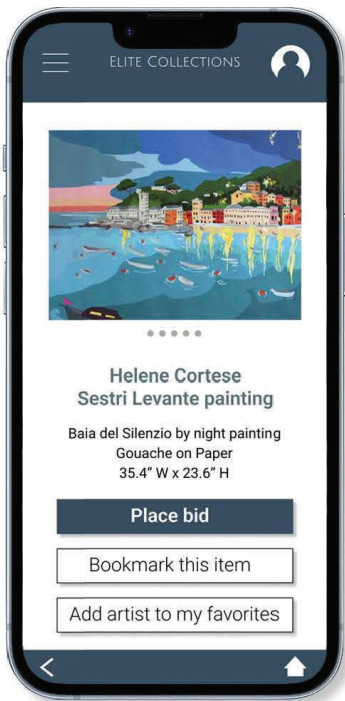 ELITE COLLECTIONS
Helene Cortese
Sestri Levante painting
Baia del Silenzio by night painting
Gouache on Paper
35.4” W x 23.6” H
Place bid
Bookmark this item
Add artist to my favorites